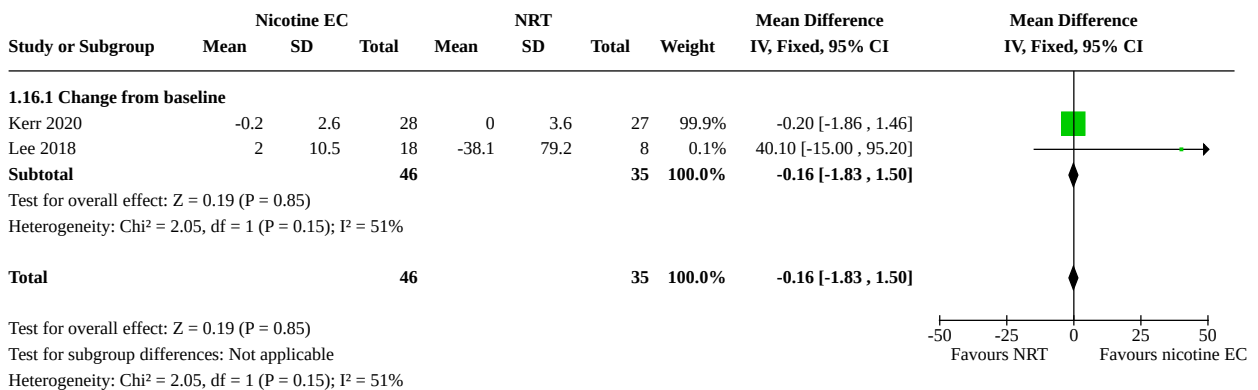 Nicotine EC NRT Mean Difference Mean Difference
Study or Subgroup Mean SD Total Mean SD Total Weight IV, Fixed, 95% CI IV, Fixed, 95% CI
1.16.1 Change from baseline
Kerr 2020 -0.2 2.6 28 0 3.6 27 99.9% -0.20 [-1.86 , 1.46]
Lee 2018 2 10.5 18 -38.1 79.2 8 0.1% 40.10 [-15.00 , 95.20]
Subtotal 46 35 100.0% -0.16 [-1.83 , 1.50]
Test for overall effect: Z = 0.19 (P = 0.85)
Heterogeneity: Chi² = 2.05, df = 1 (P = 0.15); I² = 51%
Total 46 35 100.0% -0.16 [-1.83 , 1.50]
Test for overall effect: Z = 0.19 (P = 0.85)
Test for subgroup differences: Not applicable
Heterogeneity: Chi² = 2.05, df = 1 (P = 0.15); I² = 51%
-50 -25 0 25 50
Favours NRT Favours nicotine EC